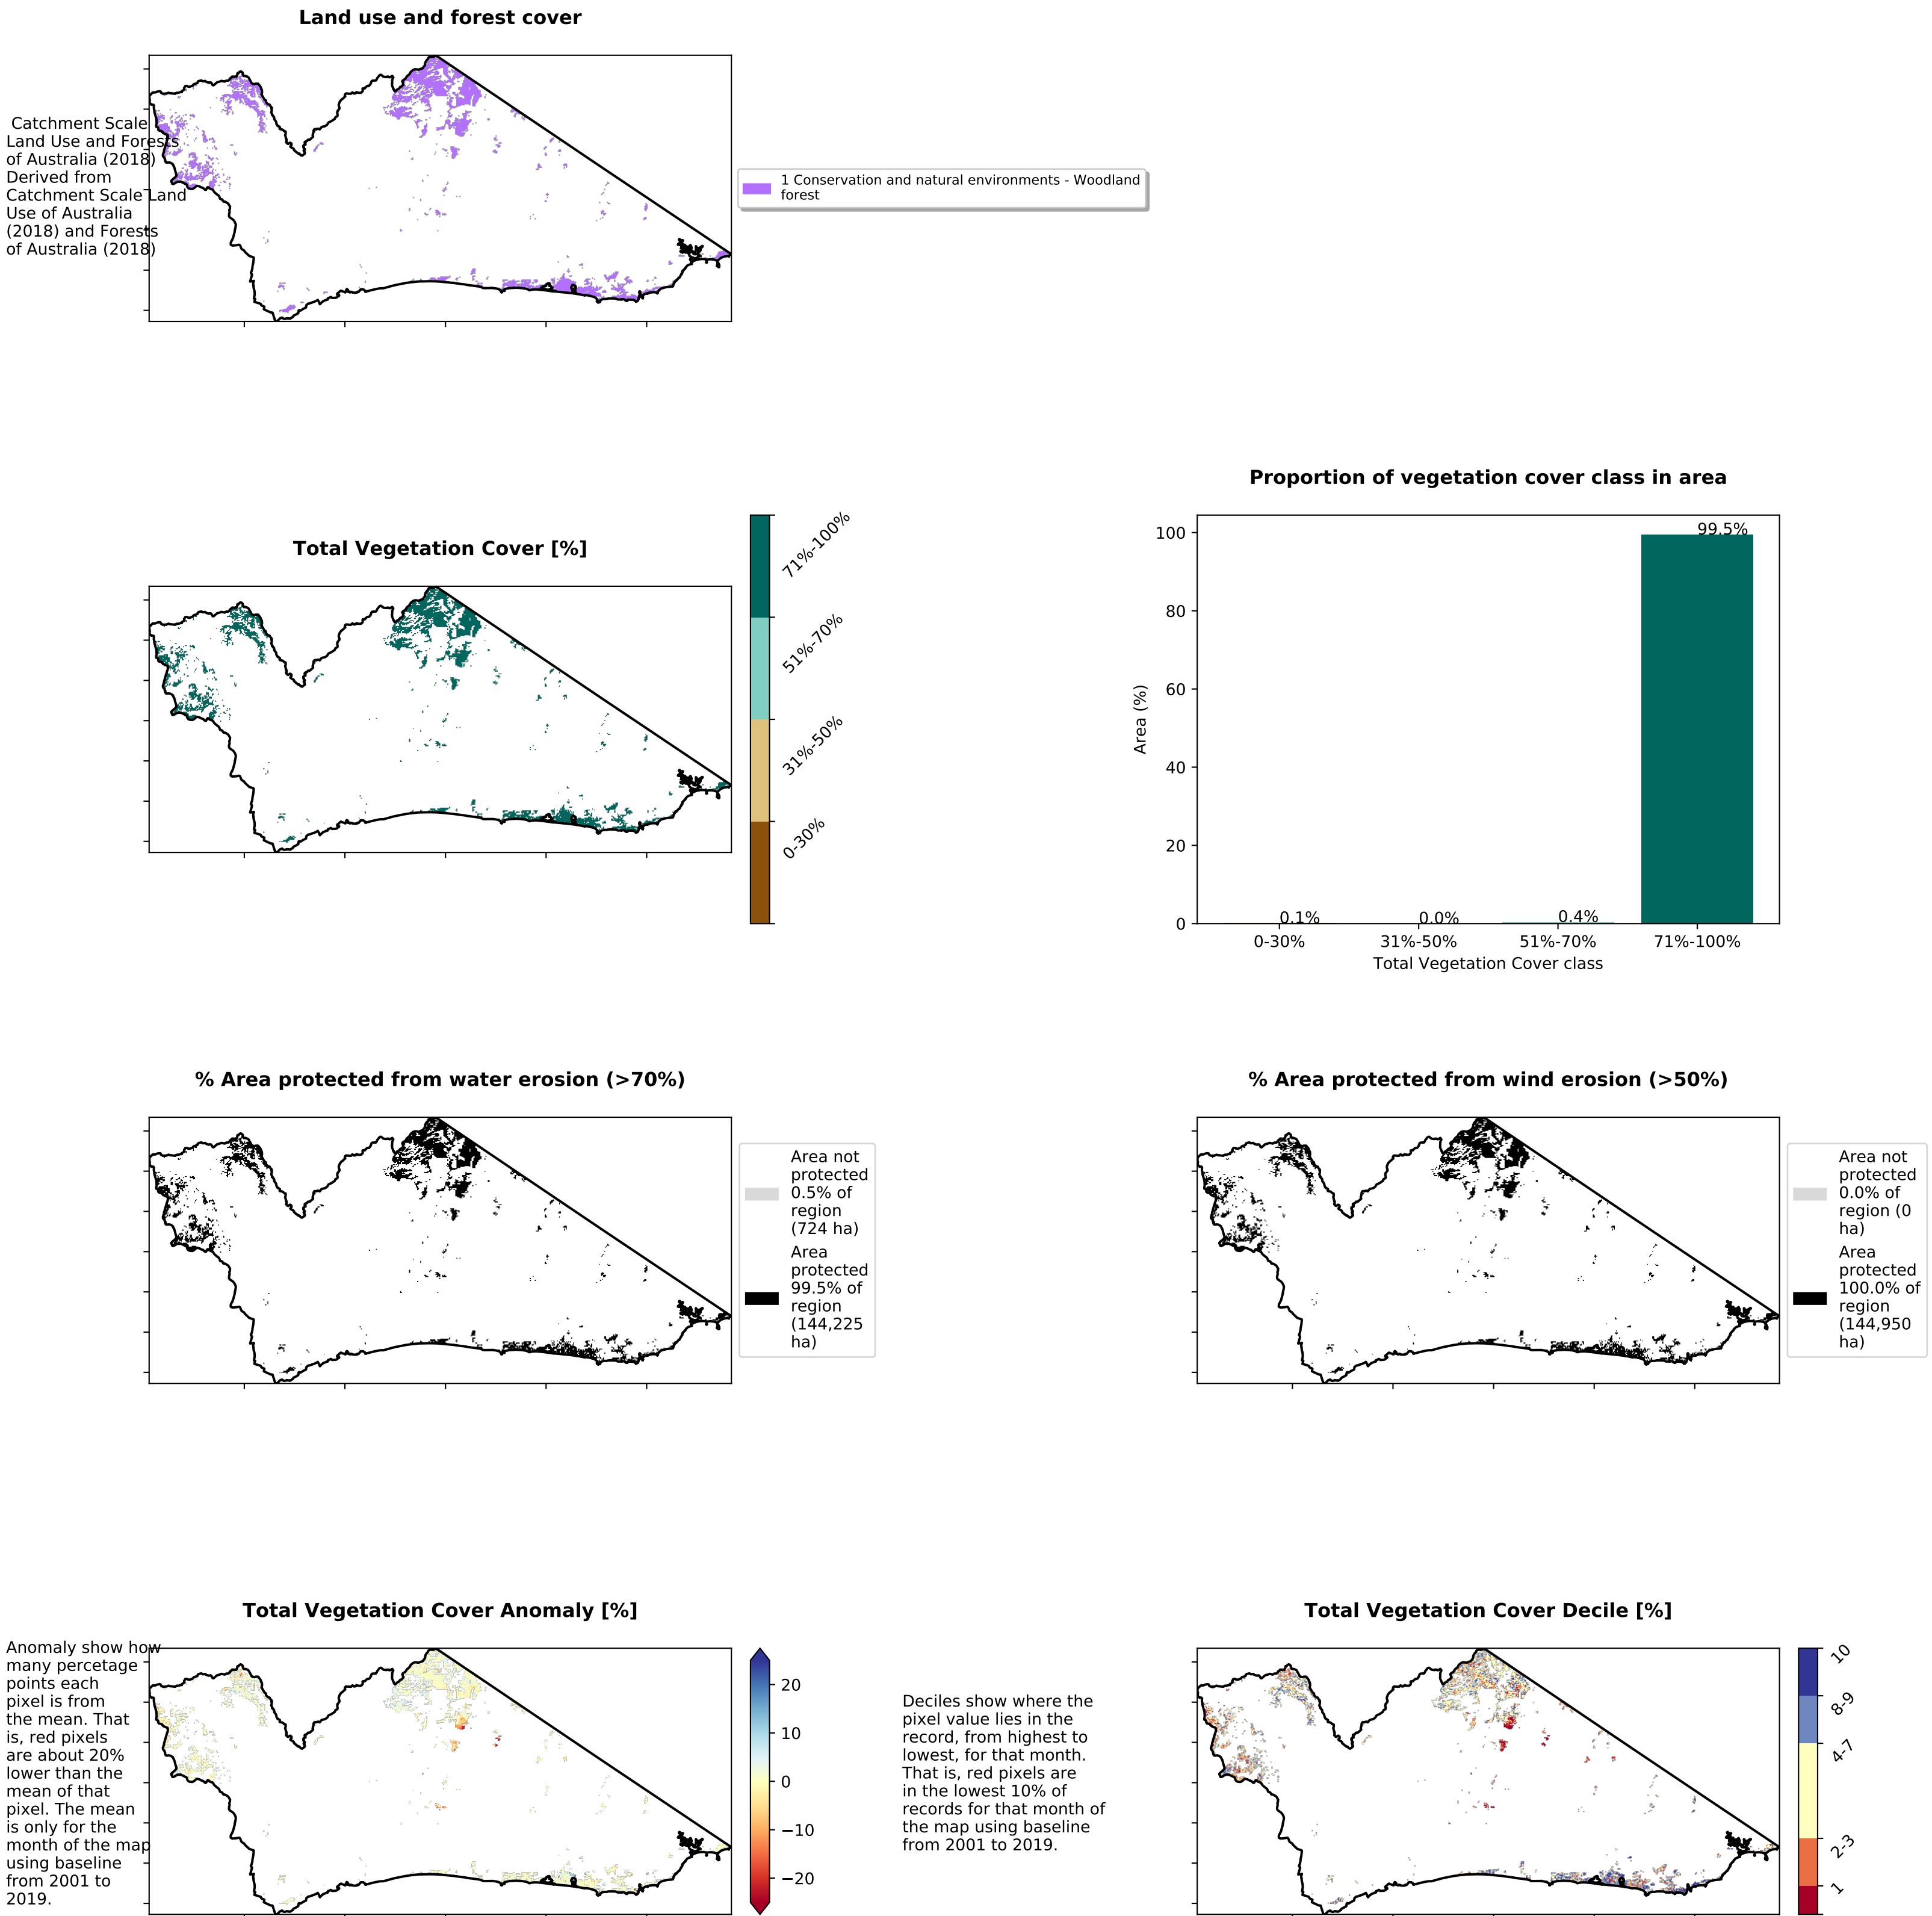 Land use and forest cover
Catchment Scale
Land Use and Forests
of Australia (2018)
Derived from
Catchment Scale Land
Use of Australia
(2018) and Forests
of Australia (2018)
1 Conservation and natural environments - Woodland
forest
Total Vegetation Cover [%]
71%-100%
51%-70%
31%-50%
0-30%
Proportion of vegetation cover class in area
100
80
60
40
20
0
Area (%)
0.1%
0.0%
0.4%
99.5%
0-30%
31%-50%
51%-70%
71%-100%
Total Vegetation Cover class
% Area protected from water erosion (>70%)
Area not
protected
0.5% of
region
(724 ha)
Area
protected
99.5% of
region
(144,225
ha)
% Area protected from wind erosion (>50%)
Area not
protected
0.0% of
region (0
ha)
Area
protected
100.0% of
region
(144,950
ha)
Total Vegetation Cover Anomaly [%]
Anomaly show how
many percetage
points each
pixel is from
the mean. That
is, red pixels
are about 20%
lower than the
mean of that
pixel. The mean
is only for the
month of the map
using baseline
from 2001 to
2019.
20
10
0
−10
−20
Total Vegetation Cover Decile [%]
Deciles show where the
pixel value lies in the
record, from highest to
lowest, for that month.
That is, red pixels are
in the lowest 10% of
records for that month of
the map using baseline
from 2001 to 2019.
10
8-9
4-7
2-3
1